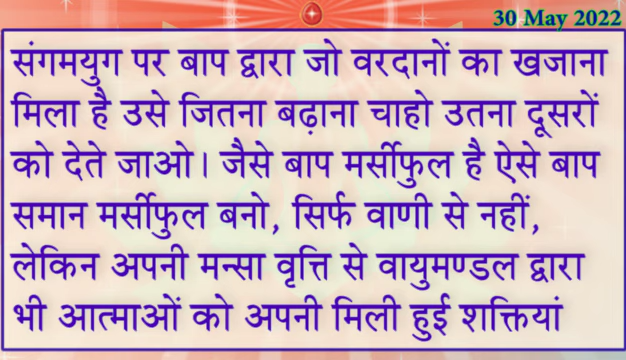 30 May 2022
संगमयुग पर बाप द्वारा जो वरदानों का खजाना
मिला है उसे जितना बढ़ाना चाहो उतना दूसरों
को देते जाओ। जैसे बाप मर्सीफुल है ऐसे बाप
समान मर्सीफुल बनो, सिर्फ वाणी से नहीं,
लेकिन अपनी मन्सा वृत्ति से वायुमण्डल द्वारा
भी आत्माओं को अपनी मिली हुई शक्तियां